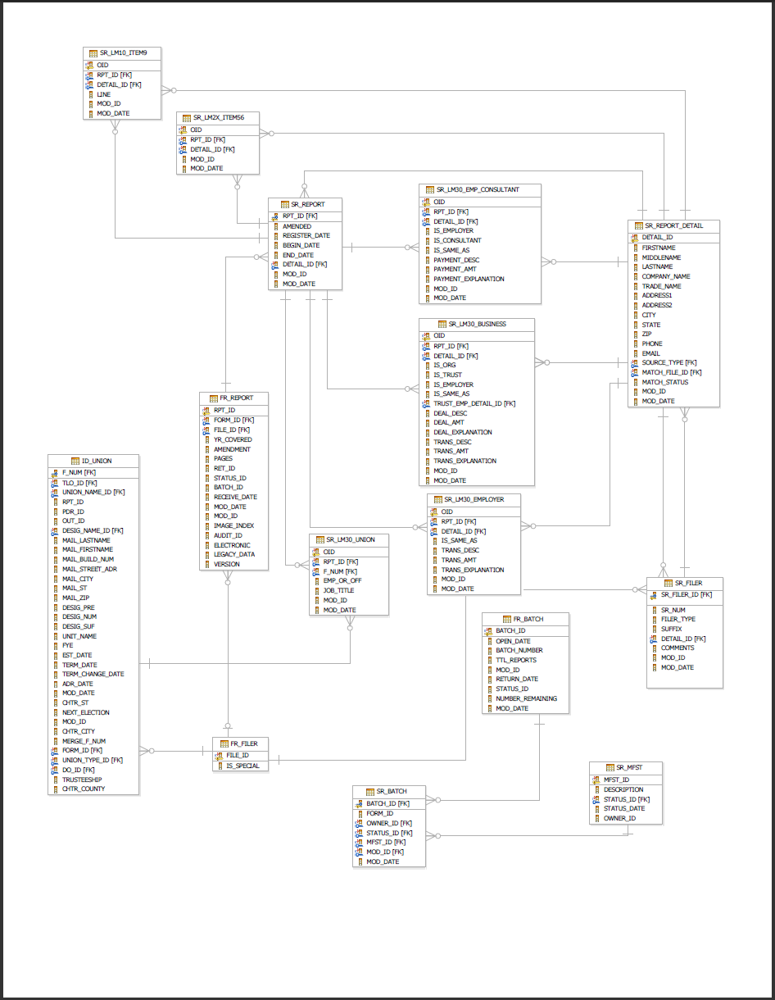 SR_LM10_ITEM9
OID
RPT_ID [FK]
DETAIL_ID [FK]
LINE
MOD_ID
MOD_DATE
SR_LM2X_ITEM56
OID
RPT_ID [FK]
DETAIL_ID [FK]
MOD_ID
MOD_DATE
SR_REPORT
RPT_ID [FK]
AMENDED
REGISTER_DATE
BEGIN_DATE
END_DATE
DETAIL_ID [FK]
MOD_ID
MOD_DATE
SR_LM30_EMP_CONSULTANT
OID
RPT_ID [FK]
DETAIL_ID [FK]
IS_EMPLOYER
IS_CONSULTANT
IS_SAME_AS
PAYMENT_DESC
PAYMENT_AMT
PAYMENT_EXPLANATION
MOD_ID
MOD_DATE
SR_REPORT_DETAIL
DETAIL_ID
FIRSTNAME
MIDDLENAME
LASTNAME
COMPANY_NAME
TRADE_NAME
ADDRESS1
ADDRESS2
CITY
STATE
ZIP
PHONE
EMAIL
SOURCE_TYPE [FK]
MATCH_FILE_ID [FK]
MATCH_STATUS
MOD_ID
MOD_DATE
SR_LM30_BUSINESS
OID
RPT_ID [FK]
DETAIL_ID [FK]
IS_ORG
IS_TRUST
IS_EMPLOYER
IS_SAME_AS
TRUST_EMP_DETAIL_ID [FK]
DEAL_DESC
DEAL_AMT
DEAL_EXPLANATION
TRANS_DESC
TRANS_AMT
TRANS_EXPLANATION
MOD_ID
MOD_DATE
FR_REPORT
RPT_ID
FORM_ID [FK]
FILE_ID [FK]
YR_COVERED
AMENDMENT
PAGES
RET_ID
STATUS_ID
BATCH_ID
RECEIVE_DATE
MOD_DATE
MOD_ID
IMAGE_INDEX
AUDIT_ID
ELECTRONIC
LEGACY_DATA
VERSION
ID_UNION
F_NUM [FK]
TLO_ID [FK]
UNION_NAME_ID [FK]
RPT_ID
PDR_ID
OUT_ID
DESIG_NAME_ID [FK]
MAIL_LASTNAME
MAIL_FIRSTNAME
MAIL_BUILD_NUM
MAIL_STREET_ADR
MAIL_CITY
MAIL_ST
MAIL_ZIP
DESIG_PRE
DESIG_NUM
DESIG_SUF
UNIT_NAME
FYE
EST_DATE
TERM_DATE
TERM_CHANGE_DATE
ADR_DATE
MOD_DATE
CHTR_ST
NEXT_ELECTION
MOD_ID
CHTR_CITY
MERGE_F_NUM
FORM_ID [FK]
UNION_TYPE_ID [FK]
DO_ID [FK]
TRUSTEESHIP
CHTR_COUNTY
SR_LM30_EMPLOYER
OID
RPT_ID [FK]
DETAIL_ID [FK]
IS_SAME_AS
TRANS_DESC
TRANS_AMT
TRANS_EXPLANATION
MOD_ID
MOD_DATE
SR_LM30_UNION
OID
RPT_ID [FK]
F_NUM [FK]
EMP_OR_OFF
JOB_TITLE
MOD_ID
MOD_DATE
SR_FILER
SR_FILER_ID [FK]
SR_NUM
FILER_TYPE
SUFFIX
DETAIL_ID [FK]
COMMENTS
MOD_ID
MOD_DATE
FR_BATCH
BATCH_ID
OPEN_DATE
BATCH_NUMBER
TTL_REPORTS
MOD_ID
RETURN_DATE
STATUS_ID
NUMBER_REMAINING
MOD_DATE
FR_FILER
FILE_ID
IS_SPECIAL
SR_MFST
MFST_ID
DESCRIPTION
STATUS_ID [FK]
STATUS_DATE
OWNER_ID
SR_BATCH
BATCH_ID [FK]
FORM_ID
OWNER_ID [FK]
STATUS_ID [FK]
MFST_ID [FK]
MOD_ID [FK]
MOD_DATE